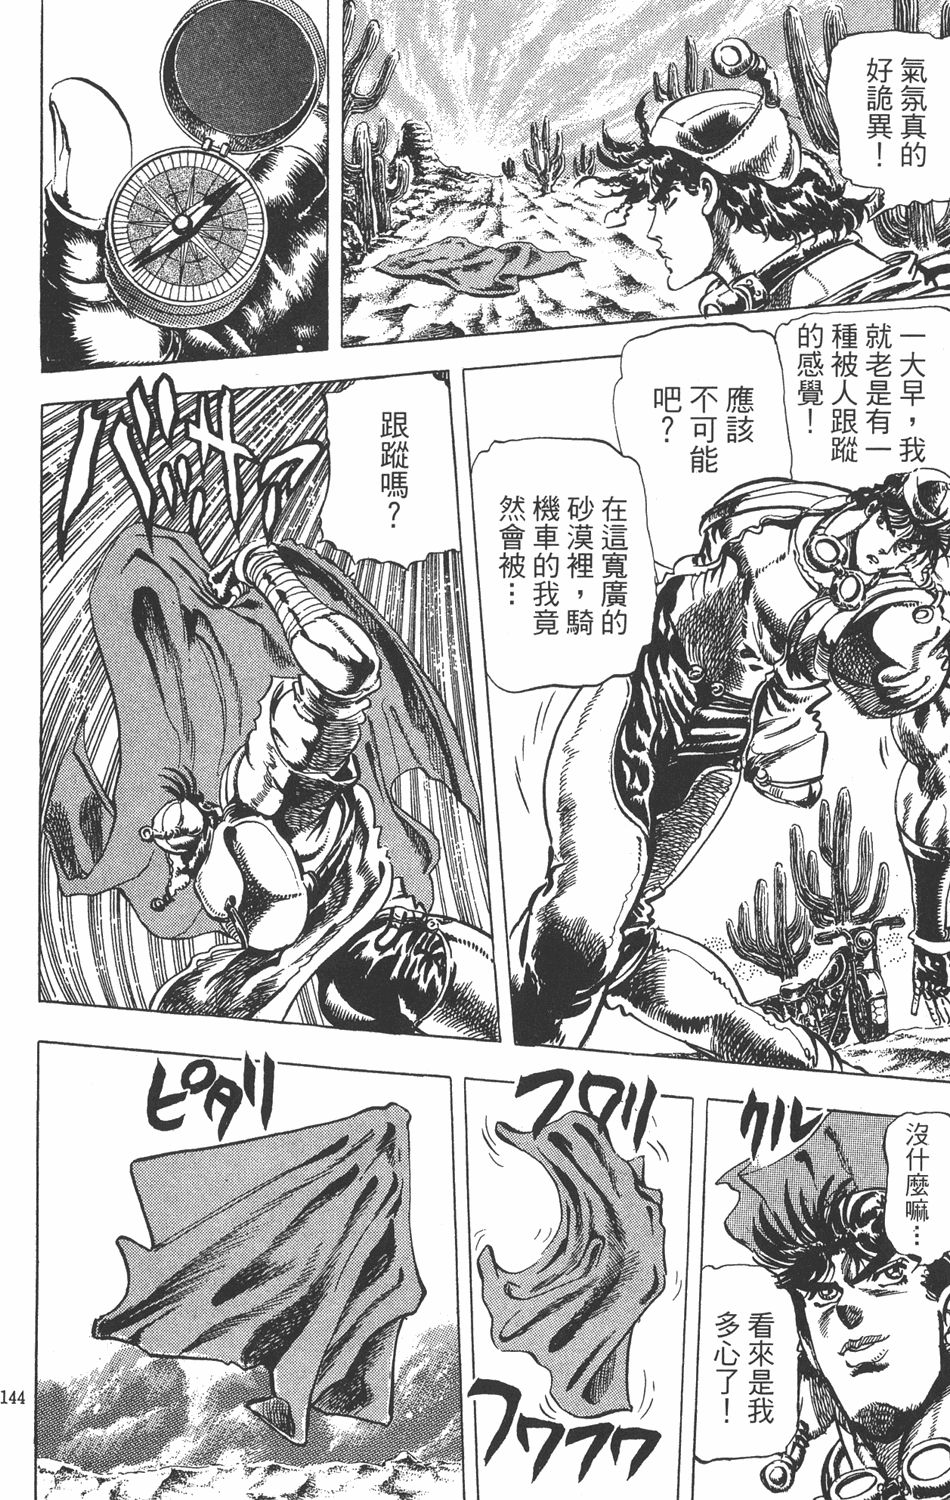 氣氛真的
好詭異！
一大早，我
就老是有一
種被人跟蹤
的感覺！
應該
不可能
吧？
在這寬廣的
砂漠裡，騎
機車的我竟
然會被…
跟蹤嗎？
バッサァ
クルッ
沒什麼嘛…
看來是我
多心了！
フワリ
フワフワ
ピタリ
144